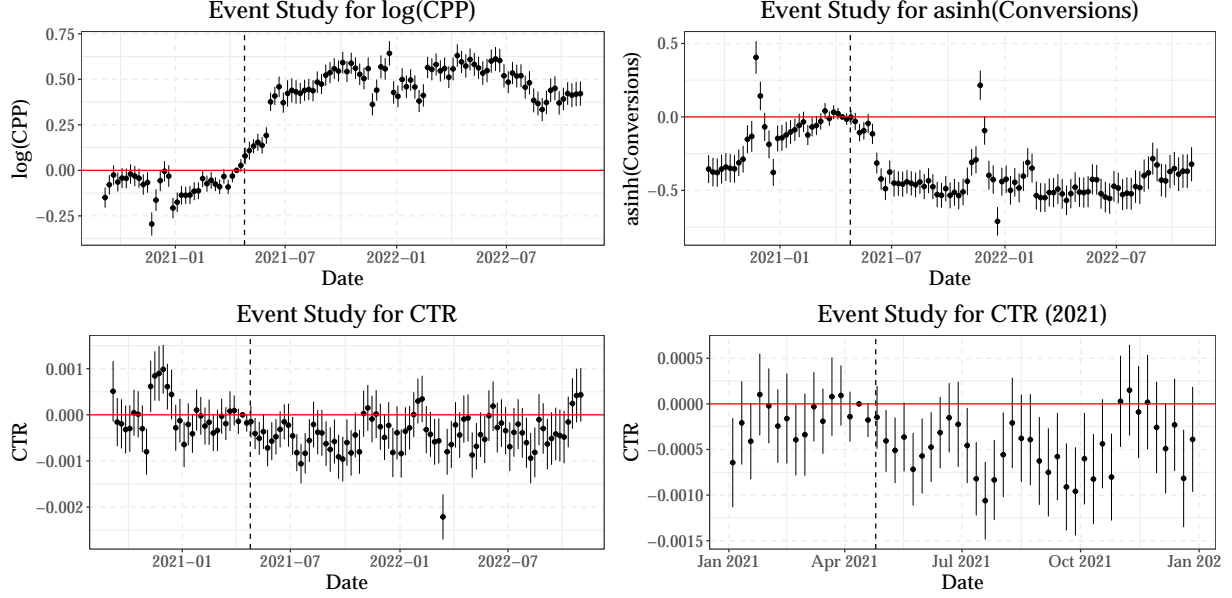 Event Study for log(CPP)
log(CPP)
0.75
0.50
0.25
0.00
−0.25
2021−01
2021−07
2022−01
2022−07
Date
Event Study for asinh(Conversions)
asinh(Conversions)
0.5
0.0
−0.5
2021−01
2021−07
2022−01
2022−07
Date
Event Study for CTR
CTR
0.001
0.000
−0.001
−0.002
2021−01
2021−07
2022−01
2022−07
Date
Event Study for CTR (2021)
CTR
0.0005
0.0000
−0.0005
−0.0010
−0.0015
Jan 2021
Apr 2021
Jul 2021
Oct 2021
Jan 202
Date